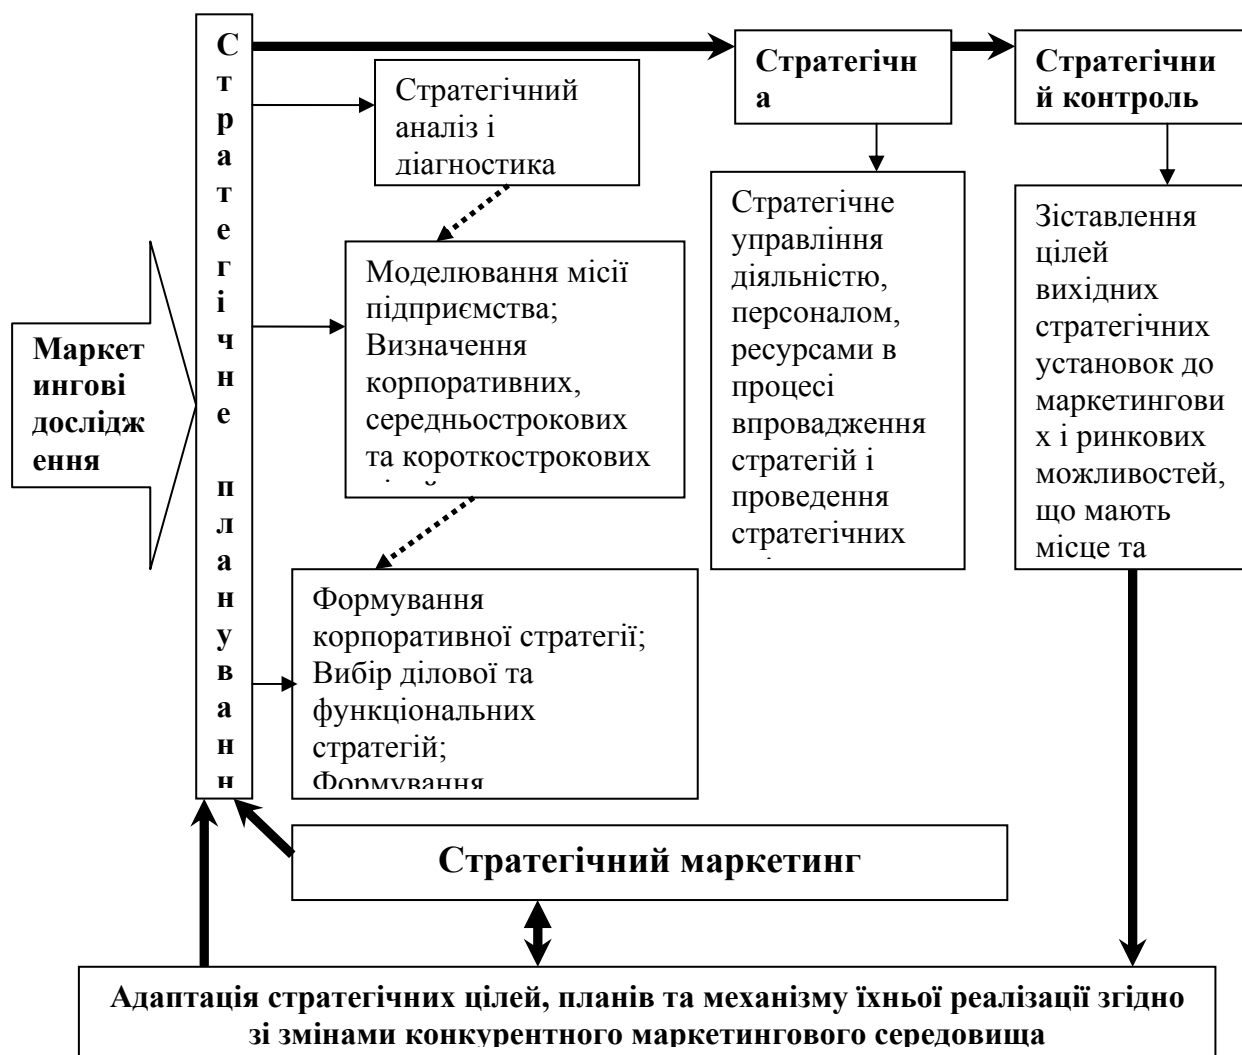 Стратегічне плануванн
Стратегічний
аналіз і
діагностика
Стратегічн
а
Стратегічни
й контроль
Маркет
ингові
дослідж
ення
Моделювання місії
підприємства;
Визначення
корпоративних,
середньострокових
та короткострокових
Стратегічне
управління
діяльністю,
персоналом,
ресурсами в
процесі
впровадження
стратегій і
проведення
стратегічних
Зіставлення
цілей
вихідних
стратегічних
установок до
маркетингови
х і ринкових
можливостей,
що мають
місце та
Формування
корпоративної стратегії;
Вибір ділової та
функціональних
стратегій;
Формування
Стратегічний маркетинг
Адаптація стратегічних цілей, планів та механізму їхньої реалізації згідно
зі змінами конкурентного маркетингового середовища